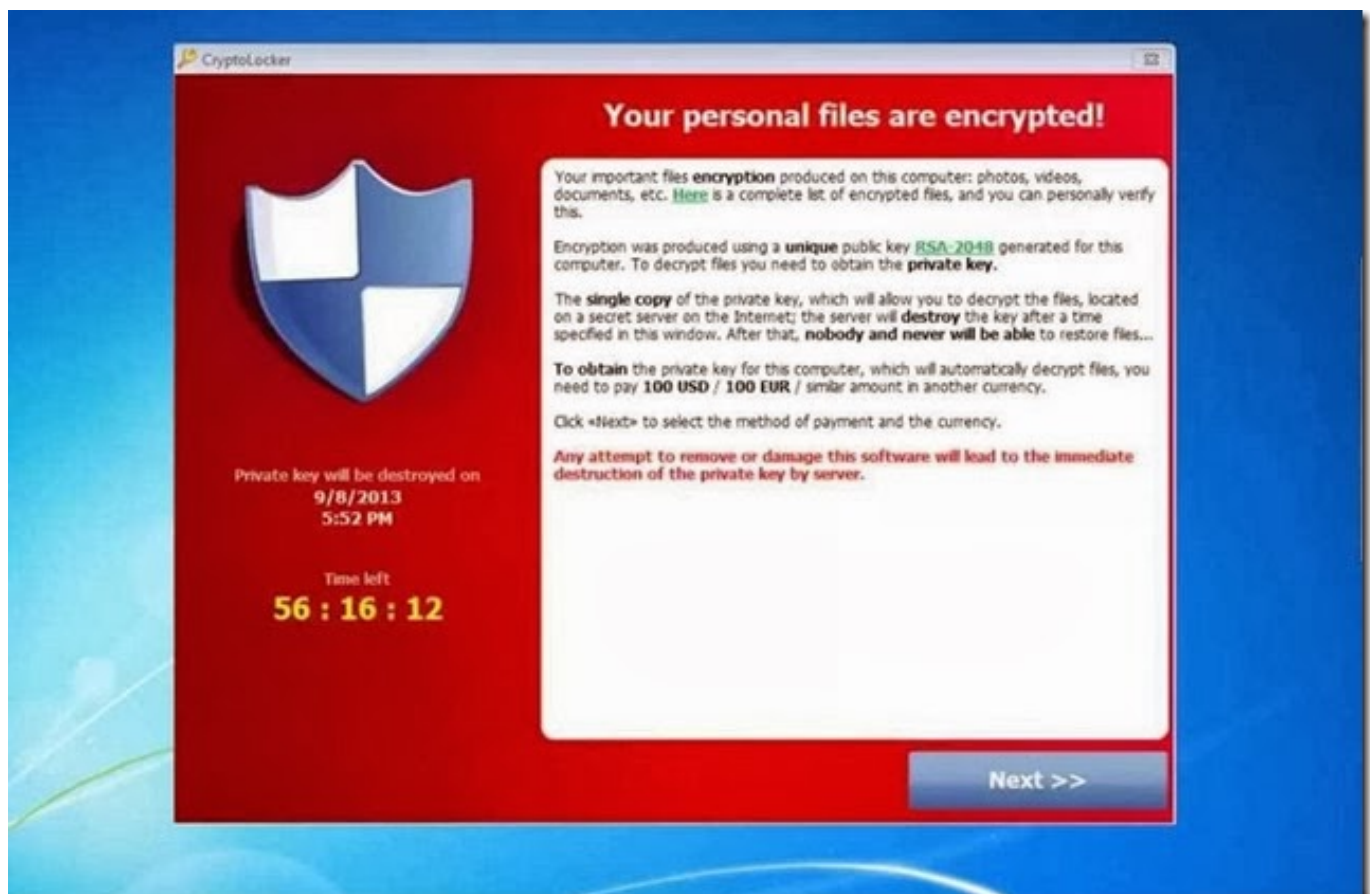 CryptoLocker
Your personal files are encrypted!
Your important files encryption produced on this computer: photos, videos,
documents, etc. Here is a complete list of encrypted files, and you can personally verify
this.
Encryption was produced using a unique public key RSA-2048 generated for this
computer. To decrypt files you need to obtain the private key.
The single copy of the private key, which will allow you to decrypt the files, located
on a secret server on the Internet; the server will destroy the key after a time
specified in this window. After that, nobody and never will be able to restore files...
To obtain the private key for this computer, which will automatically decrypt files, you
need to pay 100 USD / 100 EUR / similar amount in another currency.
Click «Next» to select the method of payment and the currency.
Any attempt to remove or damage this software will lead to the immediate
destruction of the private key by server.
Private key will be destroyed on
9/8/2013
5:52 PM
Time left
56 : 16 : 12
Next >>